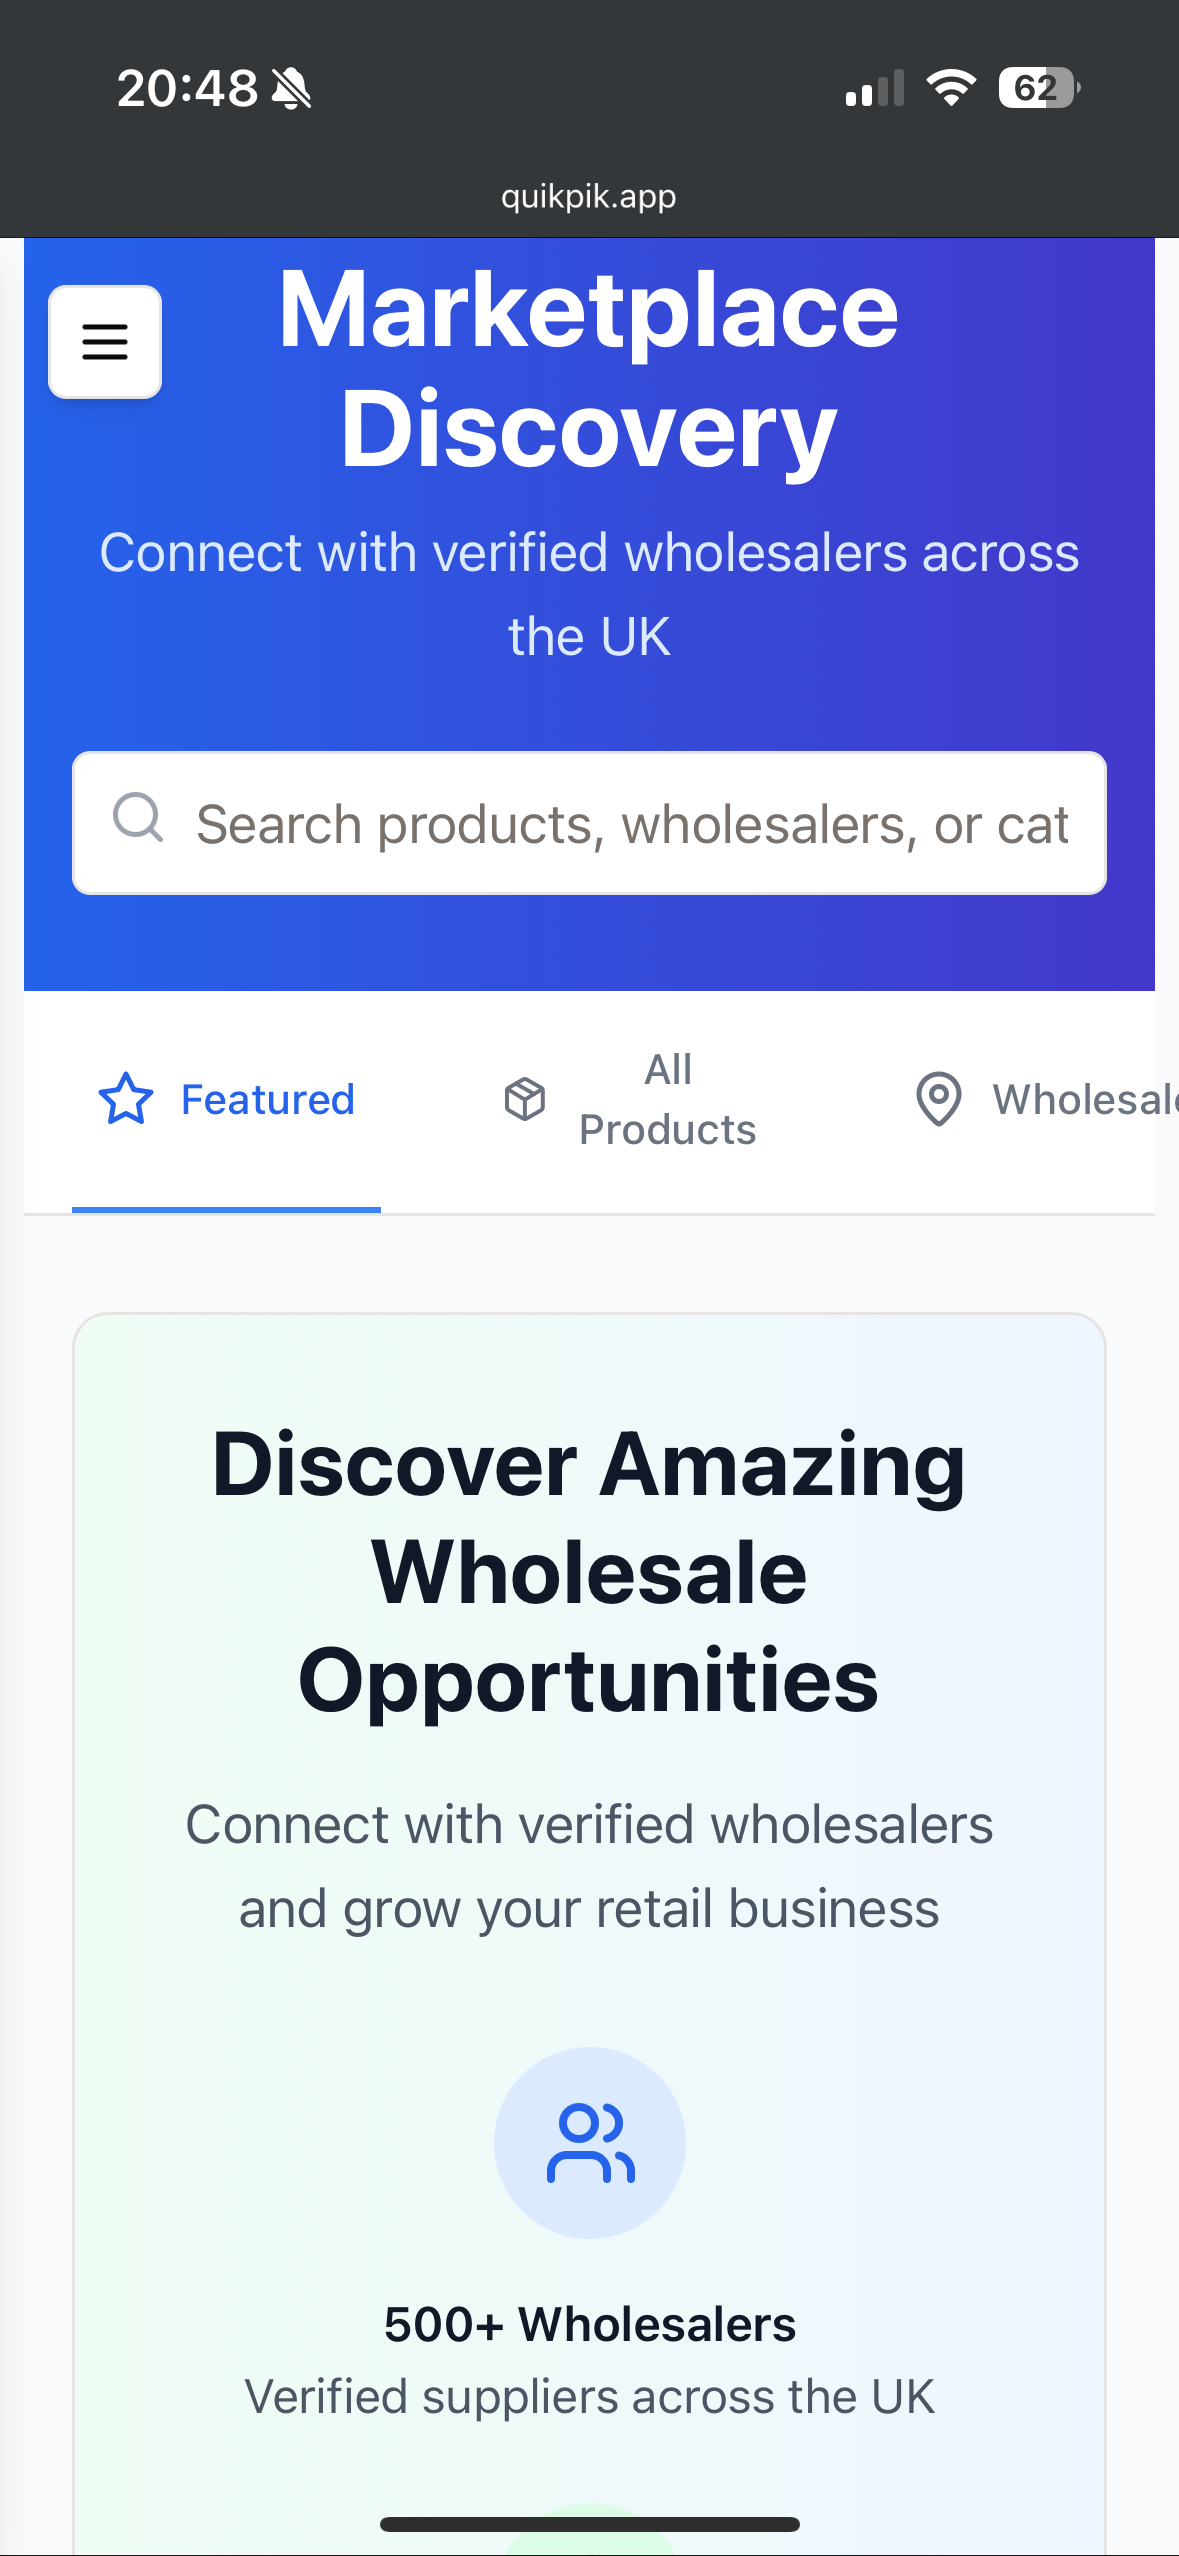 20:48
62
quikpik.app
Marketplace
Discovery
Connect with verified wholesalers across
the UK
Search products, wholesalers, or cat
Featured
All
Products
Wholesale
Discover Amazing
Wholesale
Opportunities
Connect with verified wholesalers
and grow your retail business
500+ Wholesalers
Verified suppliers across the UK